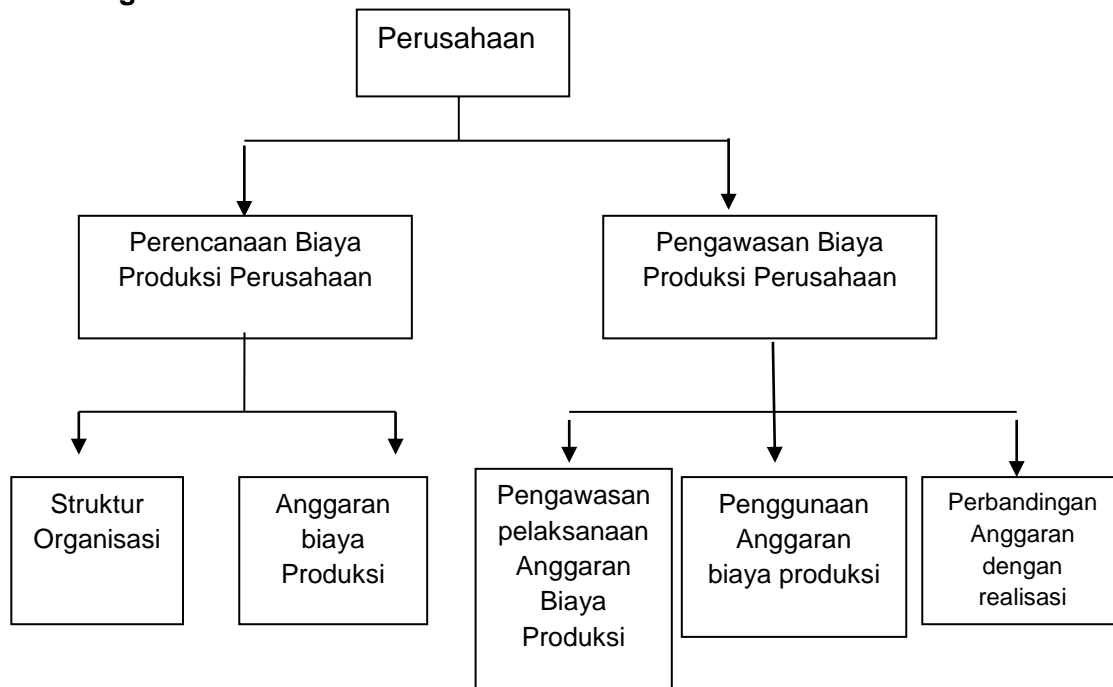 Perusahaan
Perencanaan Biaya
Produksi Perusahaan
Pengawasan Biaya
Produksi Perusahaan
Struktur
Organisasi
Anggaran
biaya
Produksi
Pengawasan
pelaksanaan
Anggaran
Biaya
Produksi
Penggunaan
Anggaran
biaya produksi
Perbandingan
Anggaran
dengan
realisasi